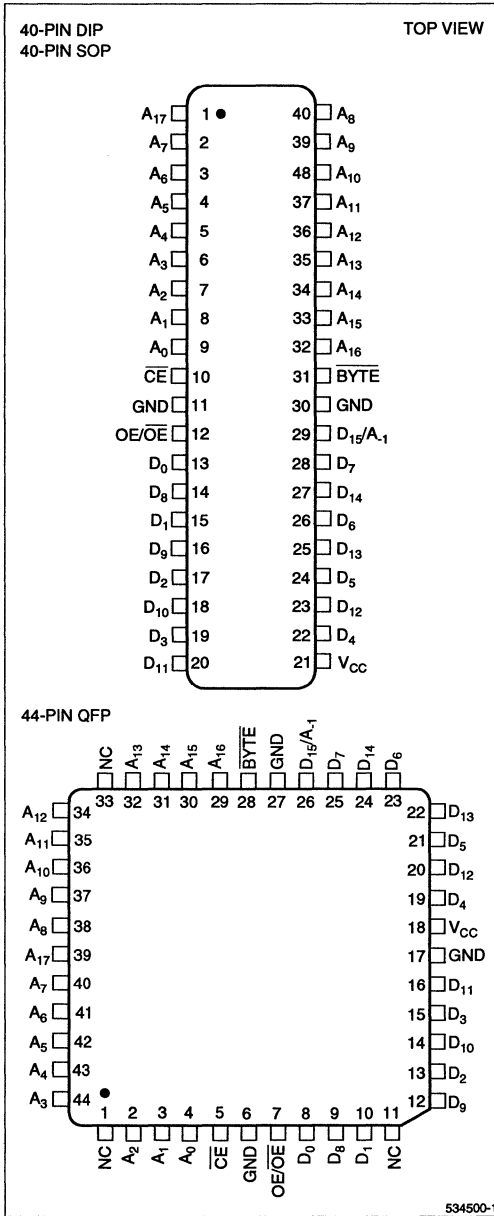 40-PIN DIP TOP VIEW
40-PIN SOP
A17 1 40 A8
A7 2 39 A9
A6 3 48 A10
A5 4 37 A11
A4 5 36 A12
A3 6 35 A13
A2 7 34 A14
A1 8 33 A15
A0 9 32 A16
CE 10 31 BYTE
GND 11 30 GND
OE/OE 12 29 D15/A-1
D0 13 28 D7
D8 14 27 D14
D1 15 26 D6
D9 16 25 D13
D2 17 24 D5
D10 18 23 D12
D3 19 22 D4
D11 20 21 VCC
44-PIN QFP
NC A13 A14 A15 A16 BYTE GND D15/A-1 D7 D14 D6
33 32 31 30 29 28 27 26 25 24 23
A12 34 22 D13
A11 35 21 D5
A10 36 20 D12
A9 37 19 D4
A8 38 18 VCC
A17 39 17 GND
A7 40 16 D11
A6 41 15 D3
A5 42 14 D10
A4 43 13 D2
A3 44 12 D9
1 2 3 4 5 6 7 8 9 10 11
NC A2 A1 A0 CE GND OE/OE D0 D8 D1 NC
534500-1